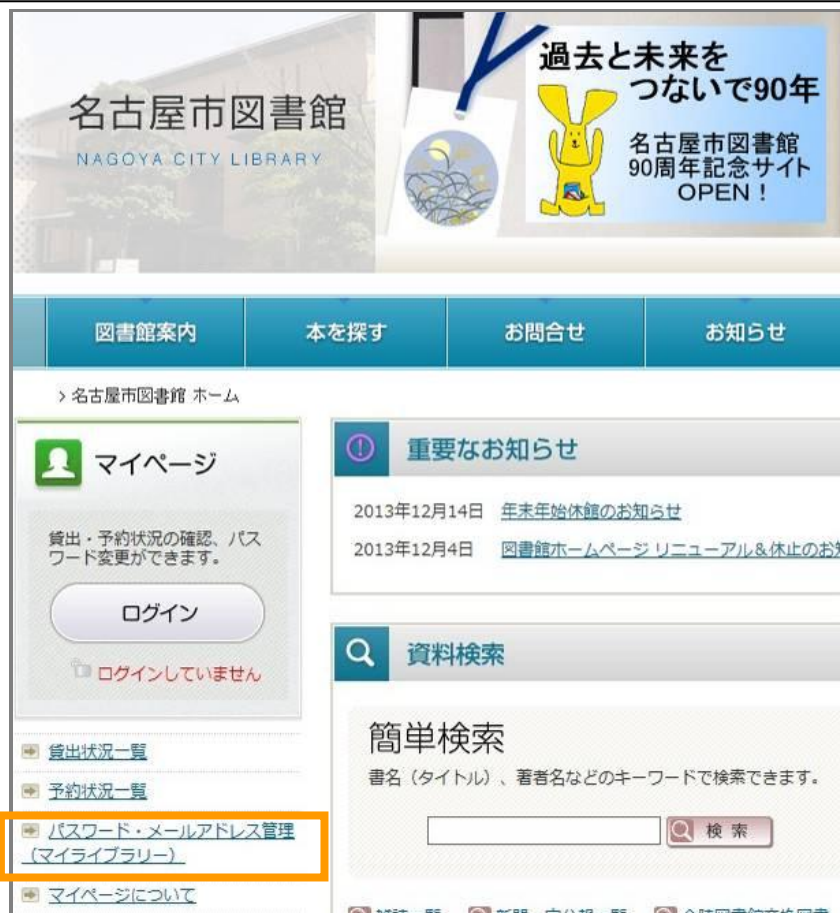 過去と未来を
つないで90年
名古屋市図書館
NAGOYA CITY LIBRARY
名古屋市図書館
90周年記念サイト
OPEN！
図書館案内
本を探す
お問合せ
お知らせ
> 名古屋市図書館 ホーム
マイページ
貸出・予約状況の確認、パス
ワード変更ができます。
ログイン
ログインしていません
貸出状況一覧
予約状況一覧
パスワード・メールアドレス管理
（マイライブラリー）
マイページについて
重要なお知らせ
2013年12月14日 年末年始休館のお知らせ
2013年12月4日 図書館ホームページ リニューアル＆休止のお
資料検索
簡単検索
書名（タイトル）、著者名などのキーワードで検索できます。
検 索